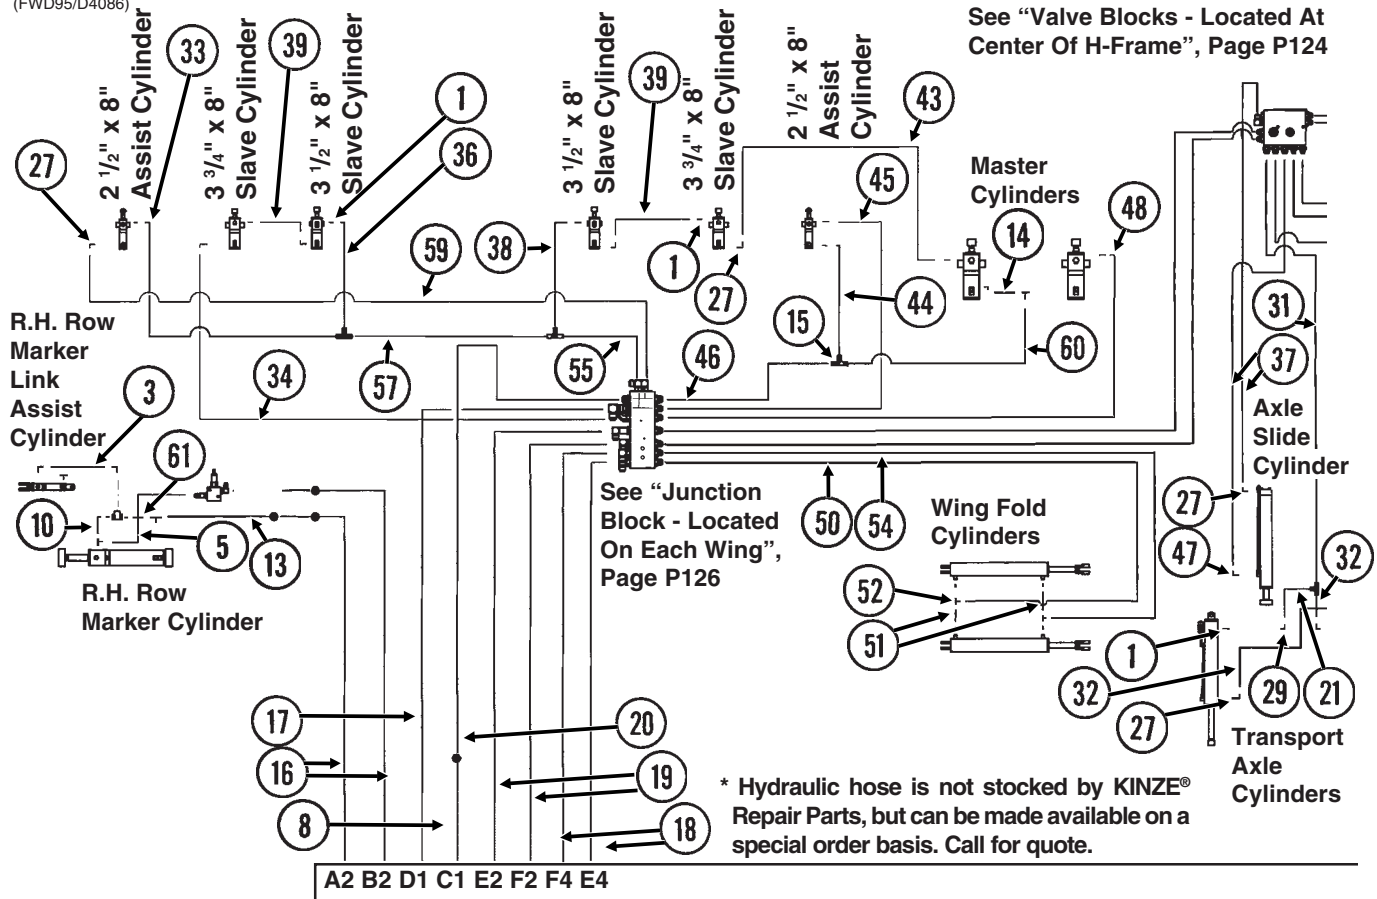 (FWD95/D4086)
See “Valve Blocks - Located At
Center Of H-Frame”, Page P124
2 1/2" x 8"
Assist Cylinder
33
3 3/4" x 8"
Slave Cylinder
39
3 1/2" x 8"
Slave Cylinder
1
36
27
3 1/2" x 8"
Slave Cylinder
39
3 3/4" x 8"
Slave Cylinder
2 1/2" x 8"
Assist
Cylinder
43
Master
Cylinders
45
48
14
59
38
1
27
44
15
60
31
37
R.H. Row
Marker
Link
Assist
Cylinder
3
34
57
55
46
Axle
Slide
Cylinder
61
10
5
13
R.H. Row
Marker Cylinder
See “Junction
Block - Located
On Each Wing”,
Page P126
50
54
Wing Fold
Cylinders
27
47
32
52
51
1
32
27
29
21
Transport
Axle
Cylinders
17
16
8
20
19
18
* Hydraulic hose is not stocked by KINZE®
Repair Parts, but can be made available on a
special order basis. Call for quote.
A2 B2 D1 C1 E2 F2 F4 E4